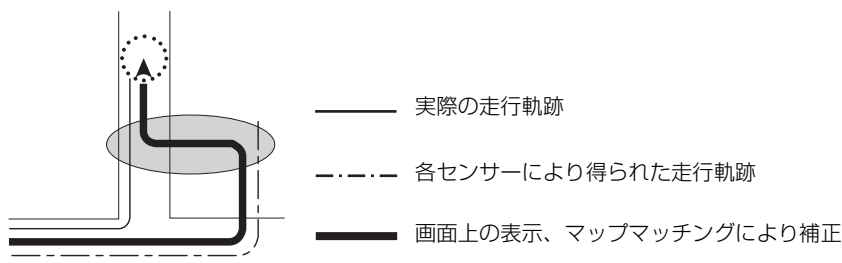 実際の走行軌跡
各センサーにより得られた走行軌跡
画面上の表示、マップマッチングにより補正